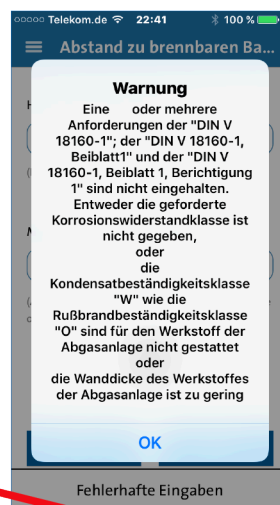 Telekom.de 22:41 100 %
Abstand zu brennbaren Ba...
Warnung
Eine oder mehrere
Anforderungen der "DIN V
18160-1"; der "DIN V 18160-1,
Beiblatt1" und der "DIN V
18160-1, Beiblatt 1, Berichtigung
1" sind nicht eingehalten.
Entweder die geforderte
Korrosionswiderstandklasse ist
nicht gegeben,
oder
die
Kondensatbeständigkeitsklasse
"W" wie die
Rußbrandbeständigkeitsklasse
"O" sind für den Werkstoff der
Abgasanlage nicht gestattet
oder
die Wanddicke des Werkstoffes
der Abgasanlage ist zu gering
OK
Fehlerhafte Eingaben